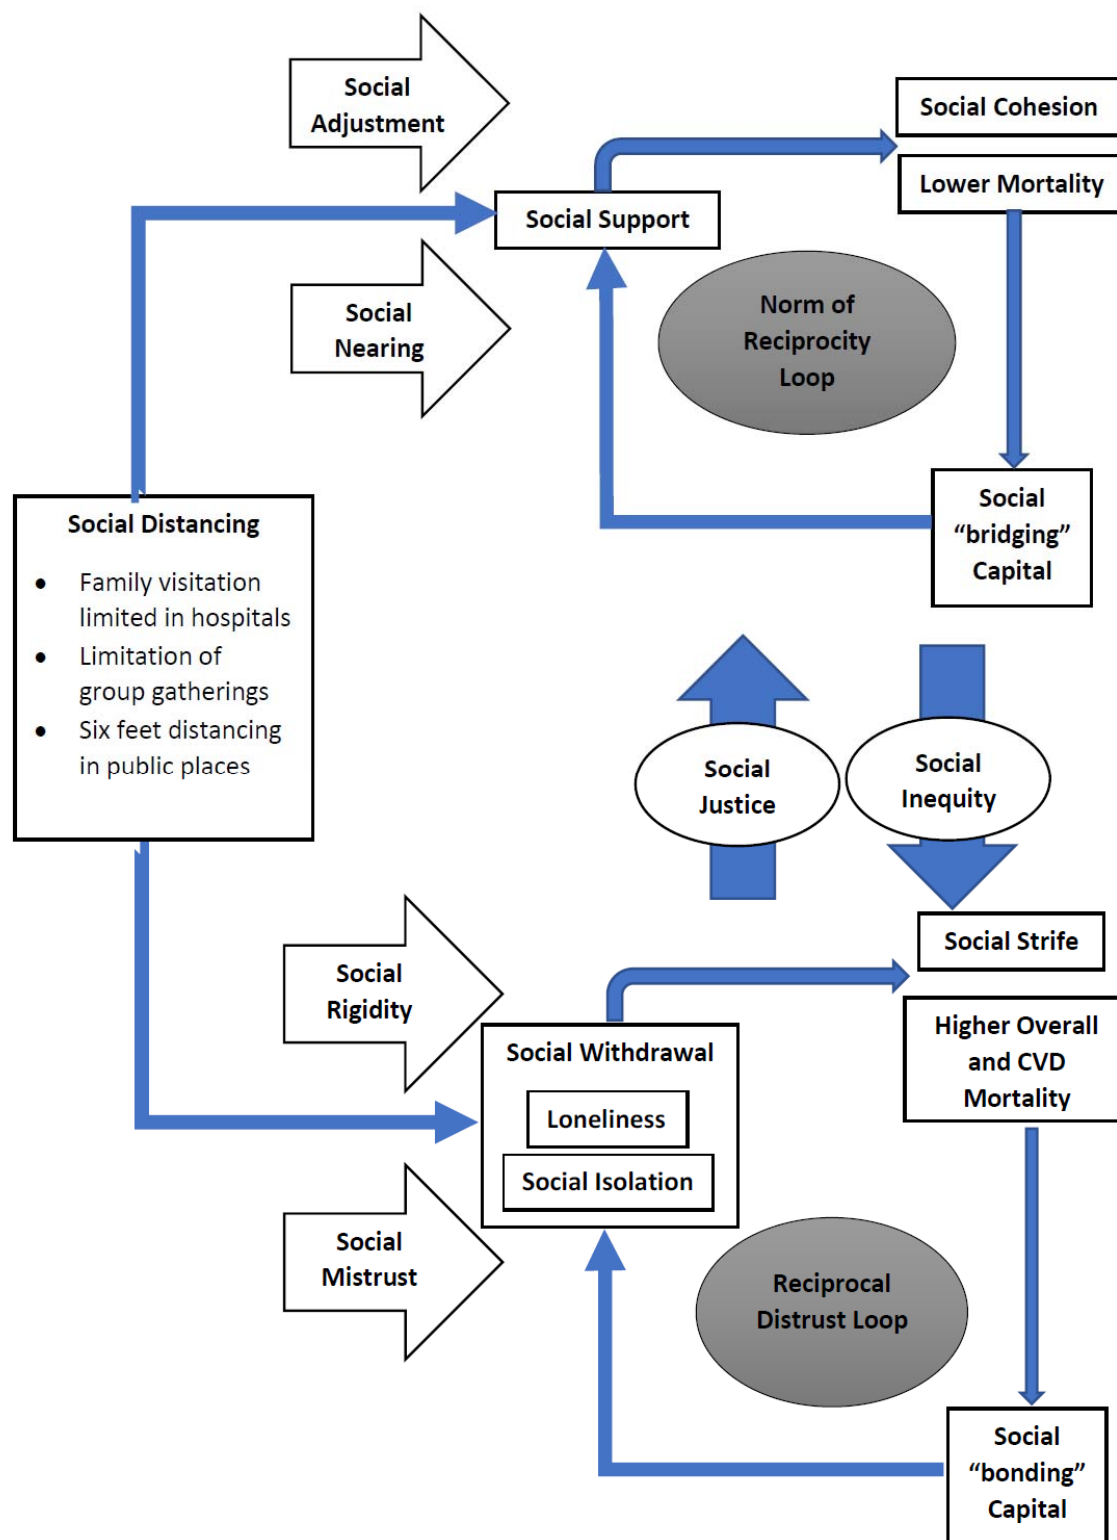 Social
Adjustment
Social Cohesion
Lower Mortality
Social Support
Social
Nearing
Norm of
Reciprocity
Loop
Social
“bridging”
Capital
Social Distancing
• Family visitation
limited in hospitals
• Limitation of
group gatherings
• Six feet distancing
in public places
Social
Justice
Social
Inequity
Social Strife
Social
Rigidity
Higher Overall
and CVD
Mortality
Social Withdrawal
Loneliness
Social Isolation
Social
Mistrust
Reciprocal
Distrust Loop
Social
“bonding”
Capital